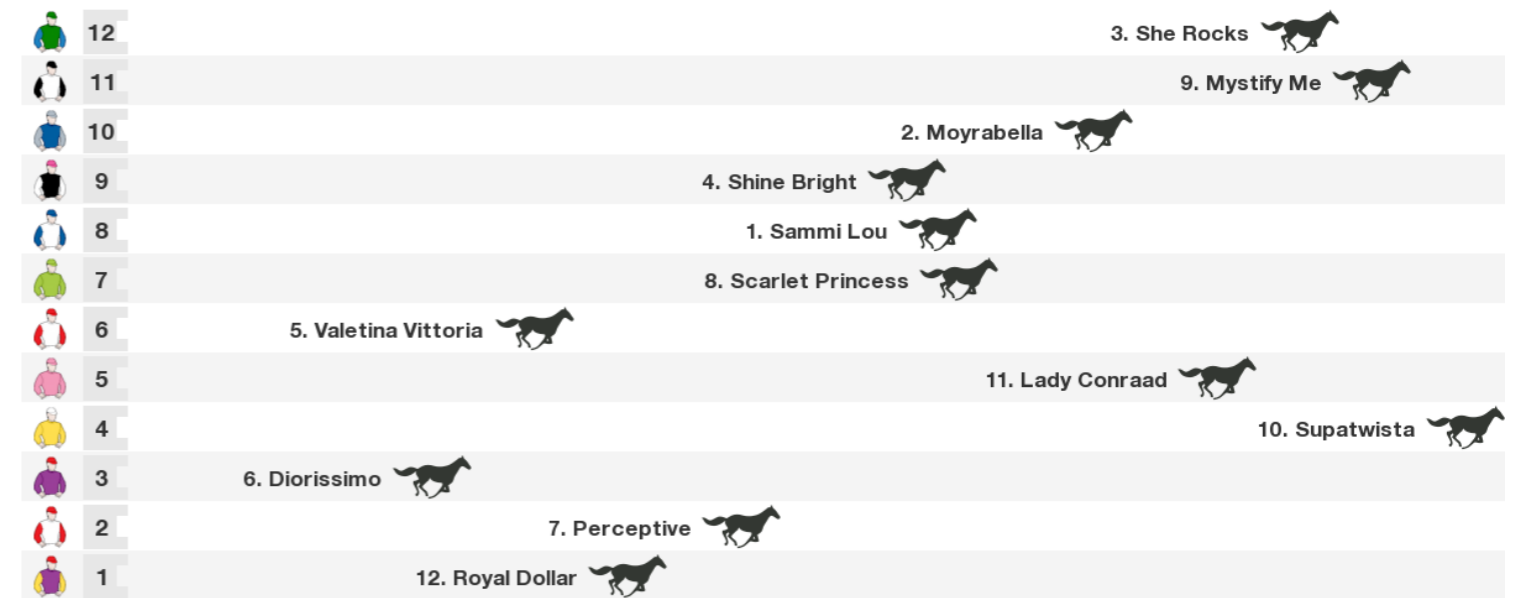 12 3. She Rocks
11 9. Mystify Me
10 2. Moyrabella
9 4. Shine Bright
8 1. Sammi Lou
7 8. Scarlet Princess
6 5. Valetina Vittoria
5 11. Lady Conraad
4 10. Supatwista
3 6. Diorissimo
2 7. Perceptive
1 12. Royal Dollar